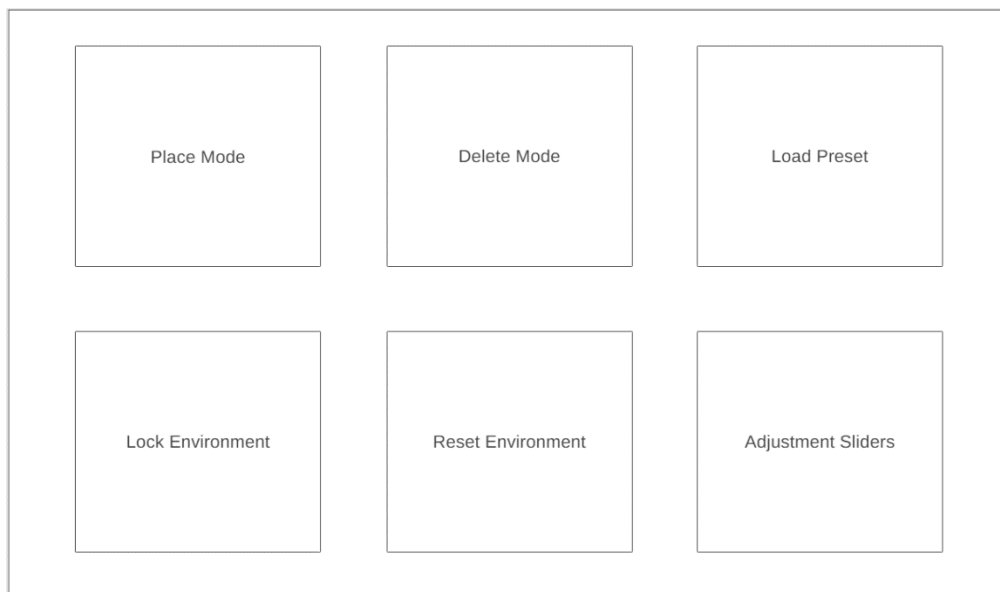 Place Mode
Delete Mode
Load Preset
Lock Environment
Reset Environment
Adjustment Sliders